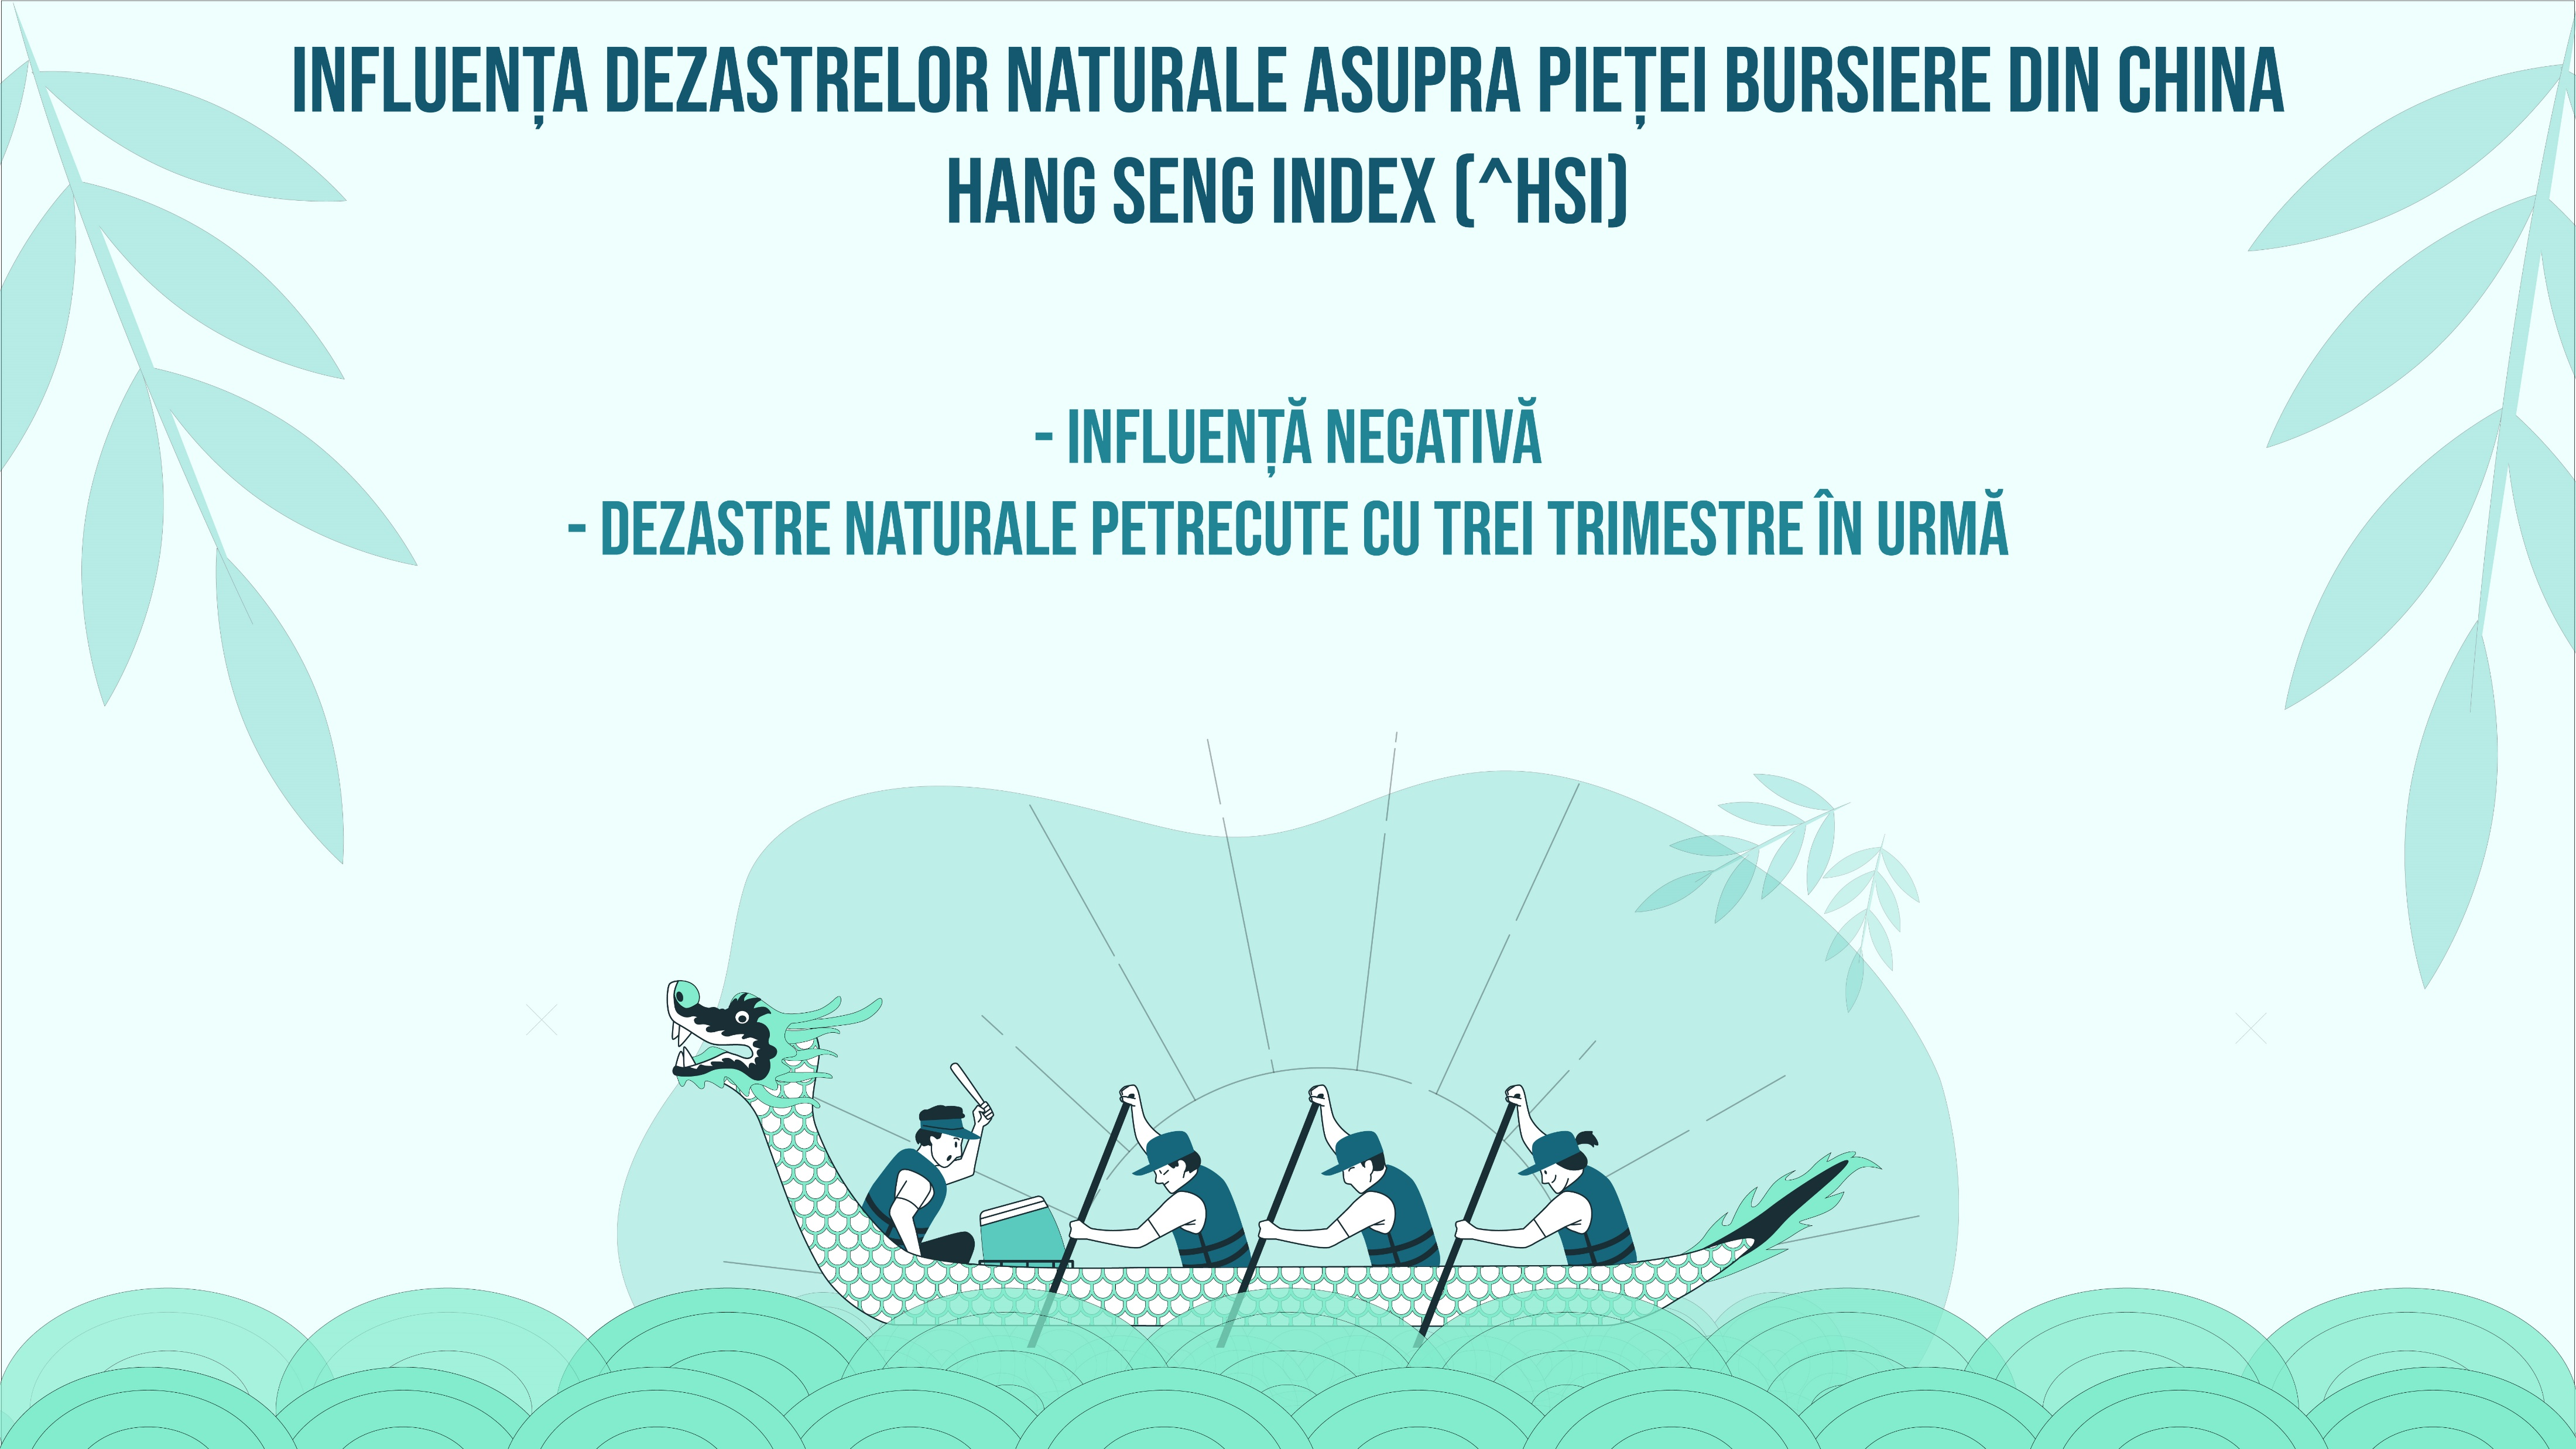 INFLUENȚA DEZASTRELOR NATURALE ASUPRA PIEȚEI BURSIERE DIN CHINA
HANG SENG INDEX (^HSI)
- INFLUENȚĂ NEGATIVĂ
- DEZASTRE NATURALE PETRECUTE CU TREI TRIMESTRE ÎN URMĂ